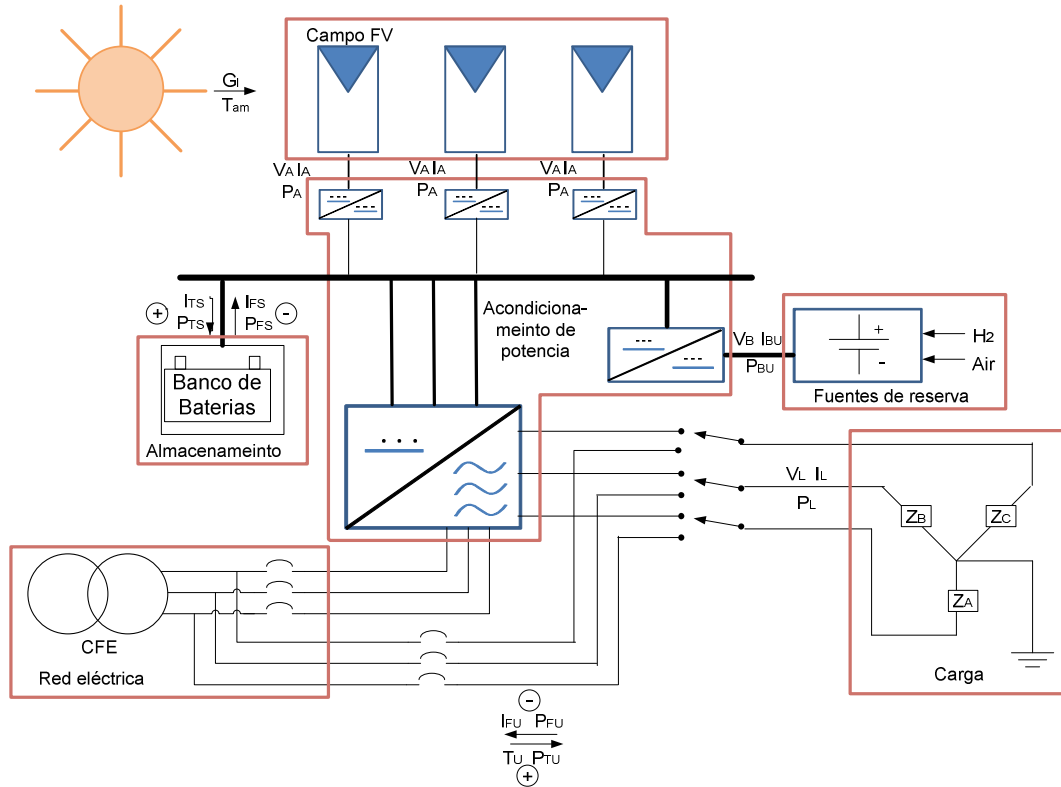 Campo FV
GI
Tam
VA IA
PA
VA IA
PA
VA IA
PA
+
ITS
PTS
IFS
PFS
-
Banco de
Baterias
Almacenameinto
Acondiciona-
meinto de
potencia
VB IBU
PBU
+
-
H2
Air
Fuentes de reserva
VL IL
PL
ZB
ZC
ZA
Carga
CFE
Red eléctrica
-
IFU PFU
TU PTU
+